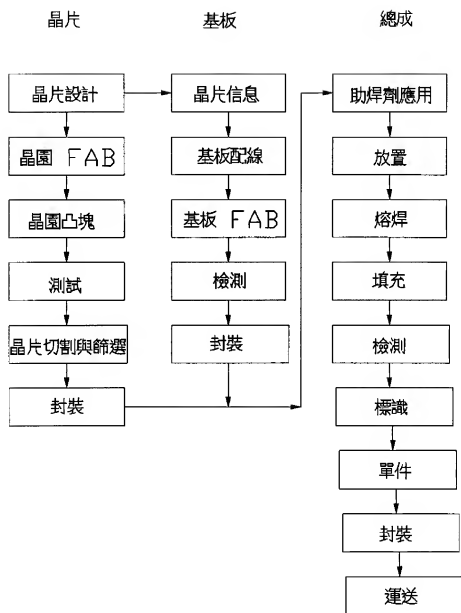 晶片
基板
總成
晶片設計
晶園 FAB
晶園凸塊
測試
晶片切割與篩選
封裝
晶片信息
基板配線
基板 FAB
檢測
封裝
助焊劑應用
放置
熔焊
填充
檢測
標識
單件
封裝
運送